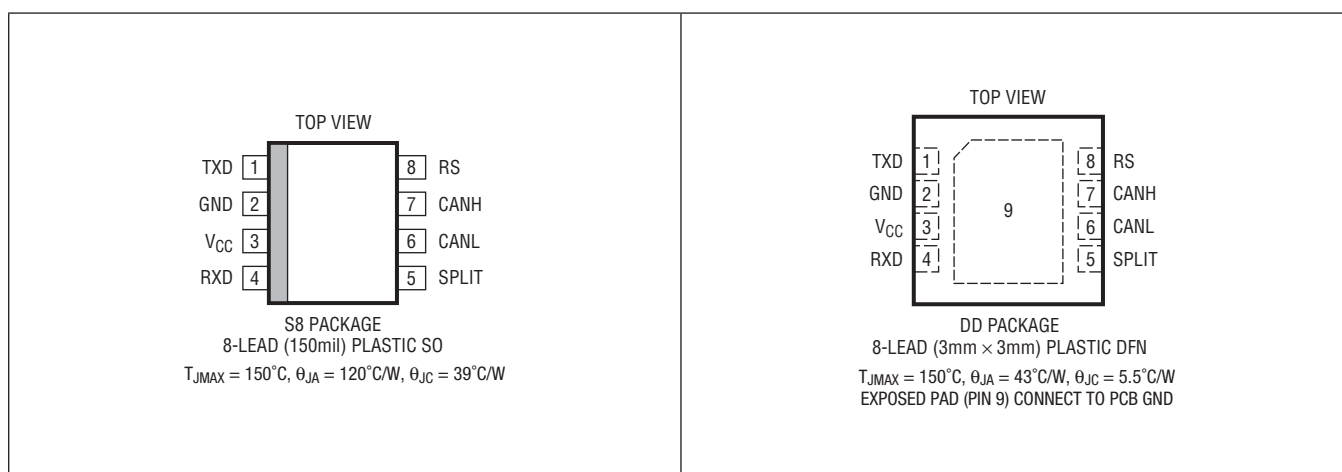 TOP VIEW
TXD 1 8 RS
GND 2 7 CANH
VCC 3 6 CANL
RXD 4 5 SPLIT
S8 PACKAGE
8-LEAD (150mil) PLASTIC SO
TJMAX = 150°C, θJA = 120°C/W, θJC = 39°C/W
TOP VIEW
TXD 1 8 RS
GND 2 7 CANH
9
VCC 3 6 CANL
RXD 4 5 SPLIT
DD PACKAGE
8-LEAD (3mm × 3mm) PLASTIC DFN
TJMAX = 150°C, θJA = 43°C/W, θJC = 5.5°C/W
EXPOSED PAD (PIN 9) CONNECT TO PCB GND